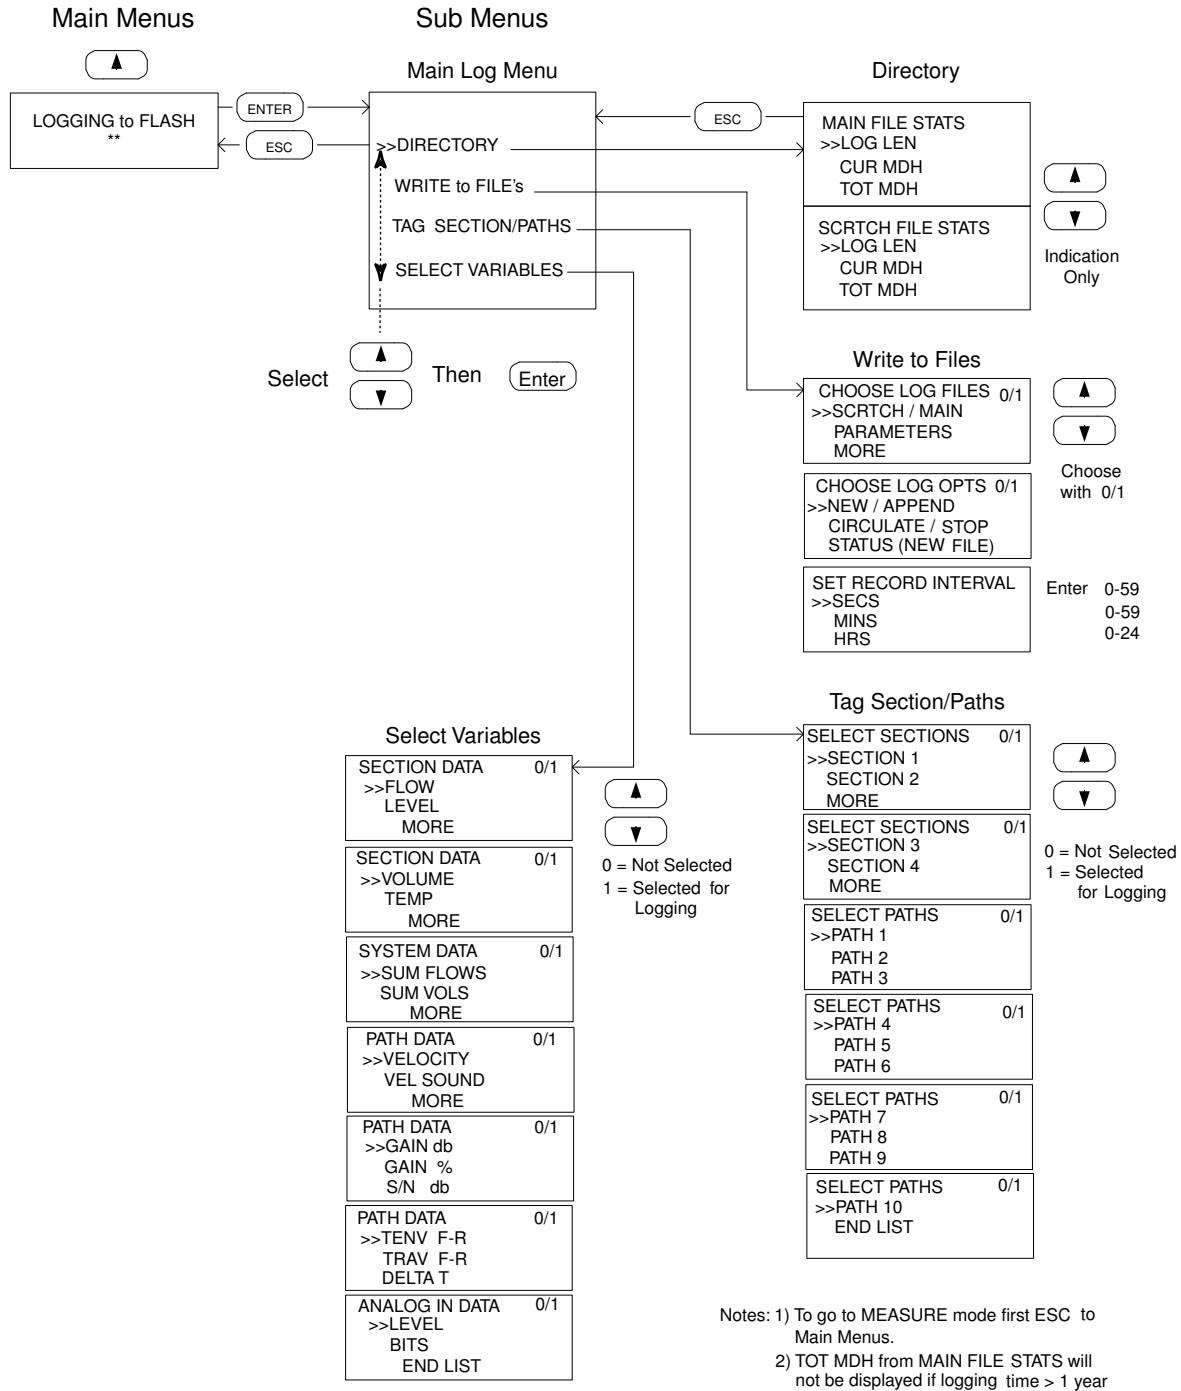 Main Menus
Sub Menus
Main Log Menu
Directory
LOGGING to FLASH
**
ENTER
ESC
>>DIRECTORY
WRITE to FILE's
TAG SECTION/PATHS
SELECT VARIABLES
Select
Then
Enter
ESC
MAIN FILE STATS
>>LOG LEN
CUR MDH
TOT MDH
SCRTCH FILE STATS
>>LOG LEN
CUR MDH
TOT MDH
Indication
Only
Write to Files
CHOOSE LOG FILES 0/1
>>SCRTCH / MAIN
PARAMETERS
MORE
Choose
with 0/1
CHOOSE LOG OPTS 0/1
>>NEW / APPEND
CIRCULATE / STOP
STATUS (NEW FILE)
SET RECORD INTERVAL
>>SECS
MINS
HRS
Enter 0-59
0-59
0-24
Select Variables
SECTION DATA 0/1
>>FLOW
LEVEL
MORE
SECTION DATA 0/1
>>VOLUME
TEMP
MORE
SYSTEM DATA 0/1
>>SUM FLOWS
SUM VOLS
MORE
PATH DATA 0/1
>>VELOCITY
VEL SOUND
MORE
PATH DATA 0/1
>>GAIN db
GAIN %
S/N db
PATH DATA 0/1
>>TENV F-R
TRAV F-R
DELTA T
ANALOG IN DATA 0/1
>>LEVEL
BITS
END LIST
0 = Not Selected
1 = Selected for
Logging
Tag Section/Paths
SELECT SECTIONS 0/1
>>SECTION 1
SECTION 2
MORE
SELECT SECTIONS 0/1
>>SECTION 3
SECTION 4
MORE
SELECT PATHS 0/1
>>PATH 1
PATH 2
PATH 3
SELECT PATHS 0/1
>>PATH 4
PATH 5
PATH 6
SELECT PATHS 0/1
>>PATH 7
PATH 8
PATH 9
SELECT PATHS 0/1
>>PATH 10
END LIST
0 = Not Selected
1 = Selected
for Logging
Notes: 1) To go to MEASURE mode first ESC to
Main Menus.
2) TOT MDH from MAIN FILE STATS will
not be displayed if logging time > 1 year